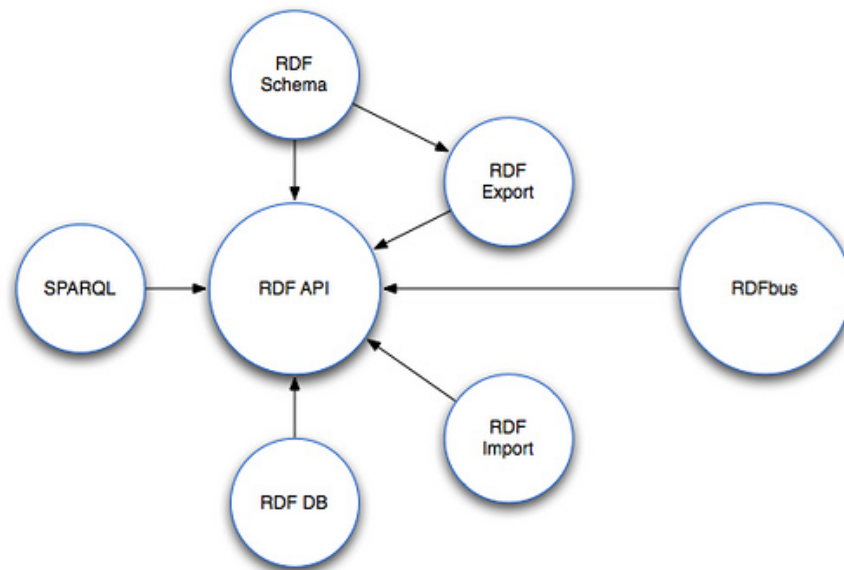 RDF
Schema
RDF
Export
SPARQL
RDF API
RDFbus
RDF
Import
RDF DB